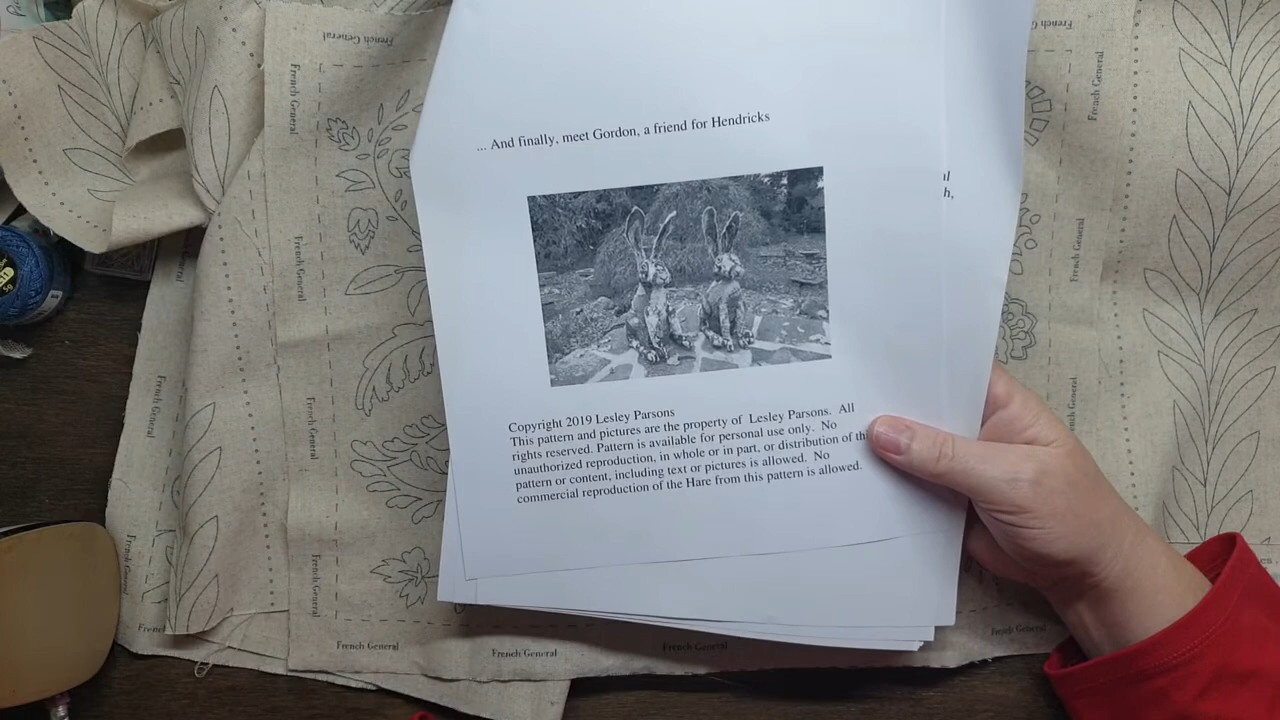 ... And finally, meet Gordon, a friend for Hendricks
Copyright 2019 Lesley Parsons
This pattern and pictures are the property of Lesley Parsons. All
rights reserved. Pattern is available for personal use only. No
unauthorized reproduction, in whole or in part, or distribution of
pattern or content, including text or pictures is allowed. No
commercial reproduction of the Hare from this pattern is allowed.
French General
French General
French General
French General
French General
French General
French General
French General
French General
French General
French General
French General
French General
French General